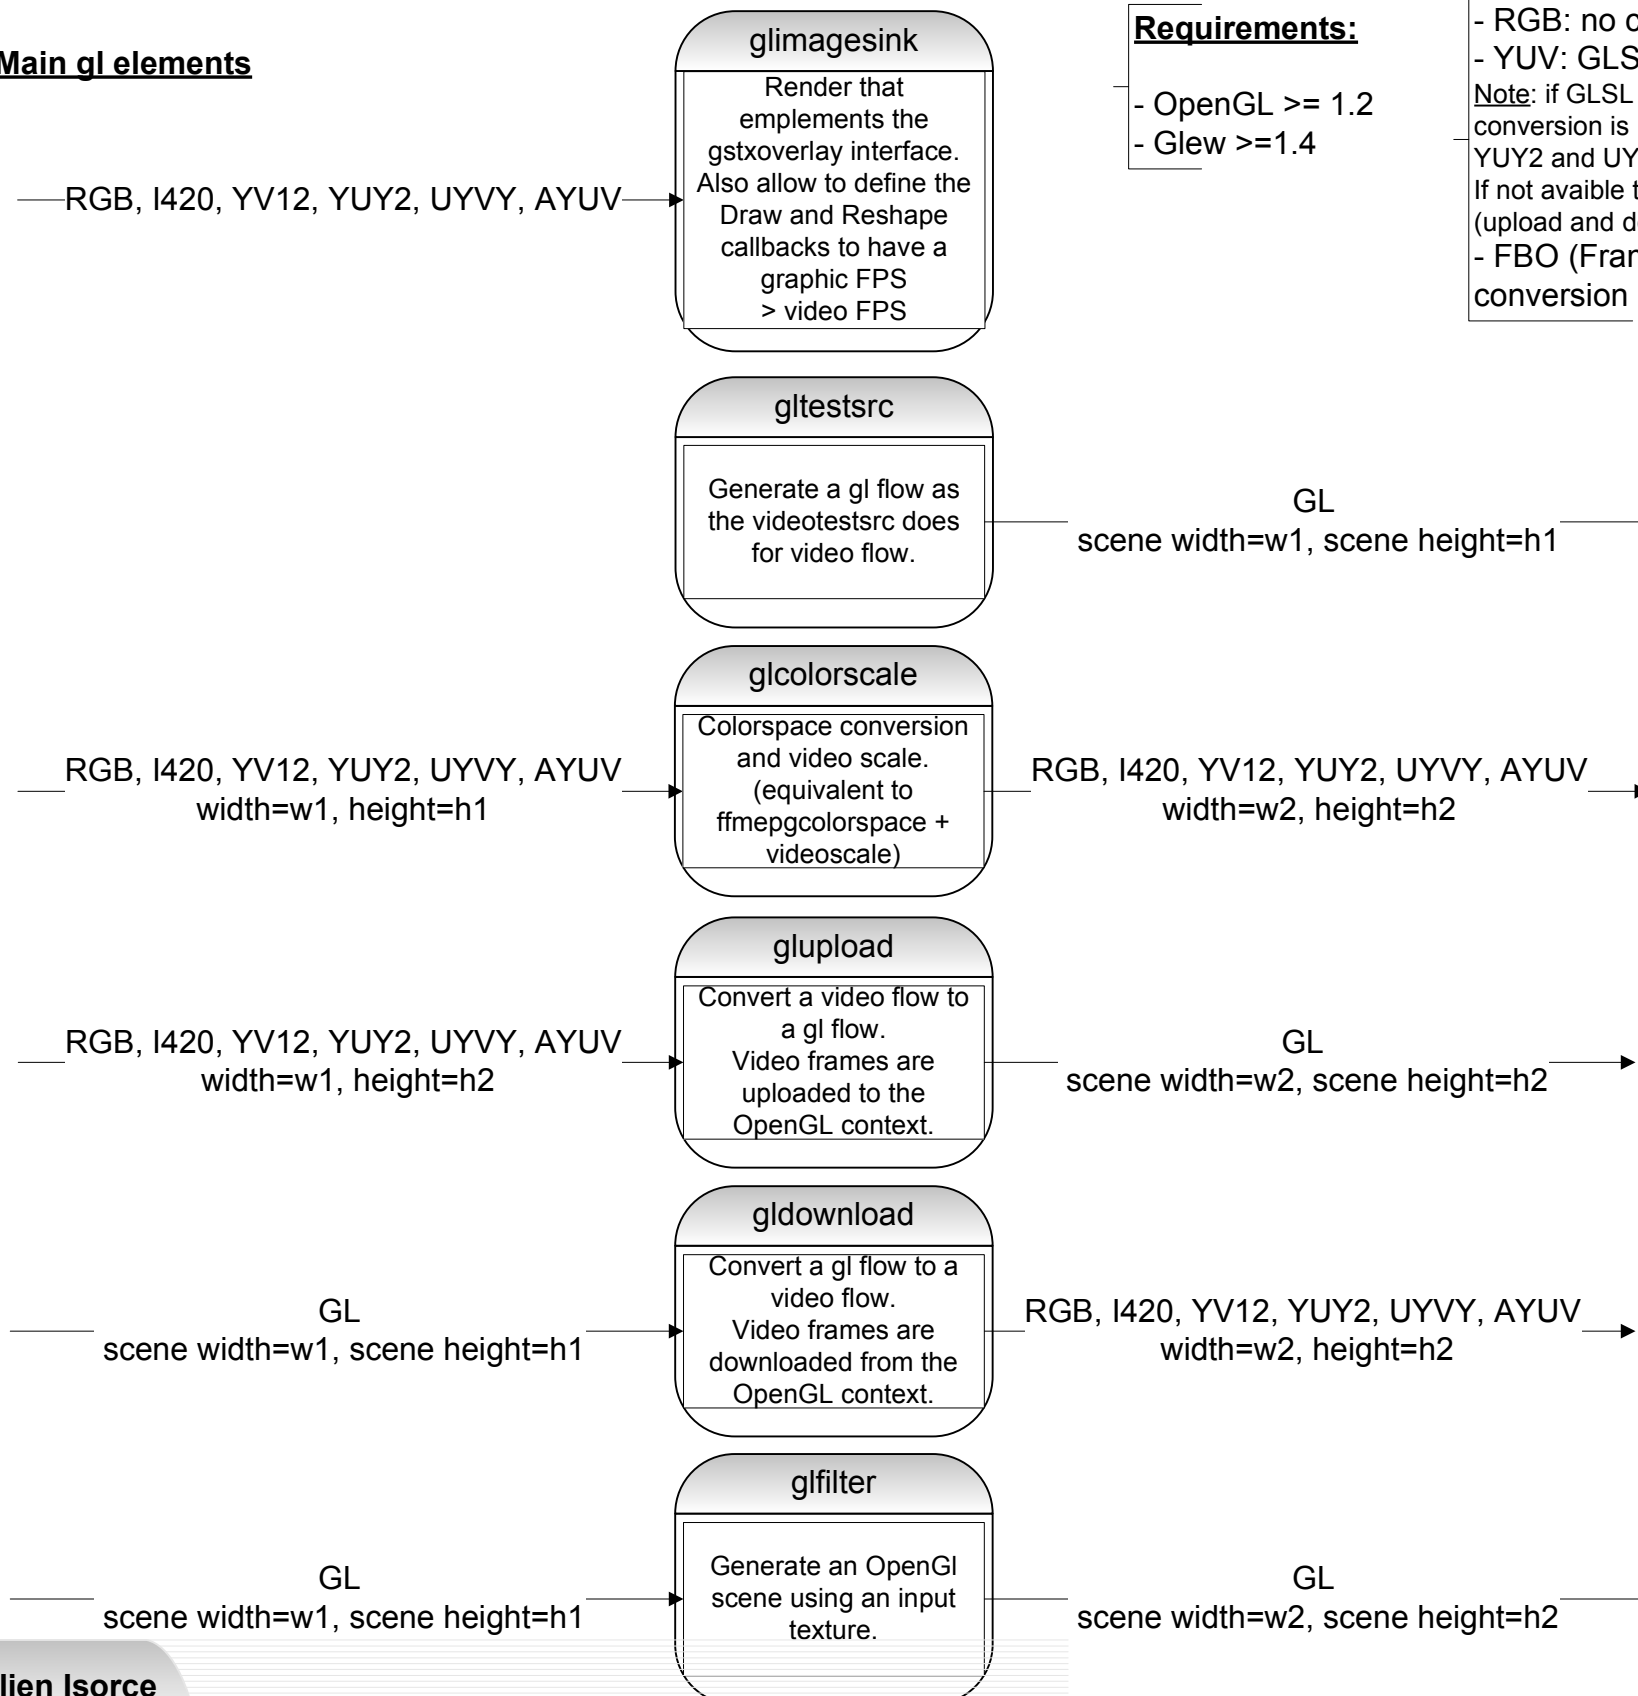 Main gl elements
glimagesink
Render that
emplements the
gstxoverlay interface.
Also allow to define the
Draw and Reshape
callbacks to have a
graphic FPS
> video FPS
RGB, I420, YV12, YUY2, UYVY, AYUV
Requirements:
- OpenGL >= 1.2
- Glew >=1.4
- RGB: no
- YUV:
Note: if GLSL
conversion is
YUY2 and
If not avaible
(upload and
- FBO
conversion
gltestsrc
Generate a gl flow as
the videotestsrc does
for video flow.
GL
scene width=w1, scene height=h1
glcolorscale
Colorspace conversion
and video scale.
(equivalent to
ffmepgcolorspace +
videoscale)
RGB, I420, YV12, YUY2, UYVY, AYUV
width=w1, height=h1
RGB, I420, YV12, YUY2, UYVY, AYUV
width=w2, height=h2
glupload
Convert a video flow to
a gl flow.
Video frames are
uploaded to the
OpenGL context.
RGB, I420, YV12, YUY2, UYVY, AYUV
width=w1, height=h2
GL
scene width=w2, scene height=h2
gldownload
Convert a gl flow to a
video flow.
Video frames are
downloaded from the
OpenGL context.
GL
scene width=w1, scene height=h1
RGB, I420, YV12, YUY2, UYVY, AYUV
width=w2, height=h2
glfilter
Generate an OpenGl
scene using an input
texture.
GL
scene width=w1, scene height=h1
GL
scene width=w2, scene height=h2
lien Isorce